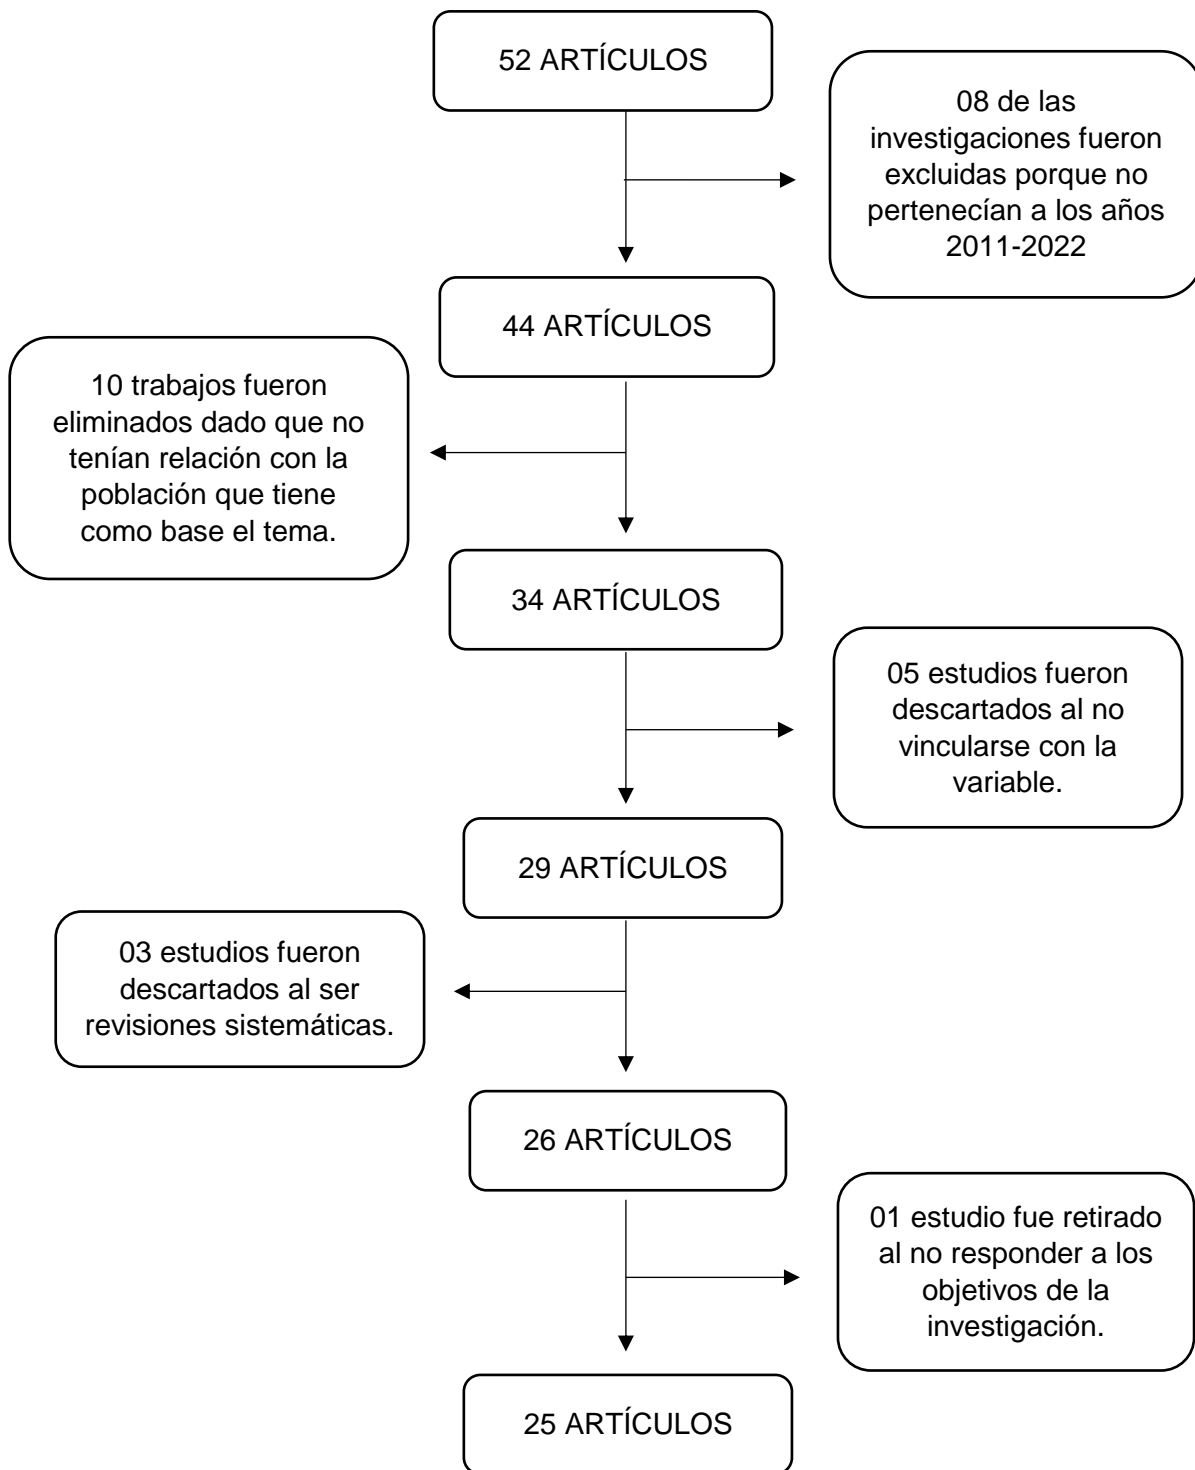 52 ARTÍCULOS
08 de las
investigaciones fueron
excluidas porque no
pertenecían a los años
2011-2022
44 ARTÍCULOS
10 trabajos fueron
eliminados dado que no
tenían relación con la
población que tiene
como base el tema.
34 ARTÍCULOS
05 estudios fueron
descartados al no
vincularse con la
variable.
29 ARTÍCULOS
03 estudios fueron
descartados al ser
revisiones sistemáticas.
26 ARTÍCULOS
01 estudio fue retirado
al no responder a los
objetivos de la
investigación.
25 ARTÍCULOS